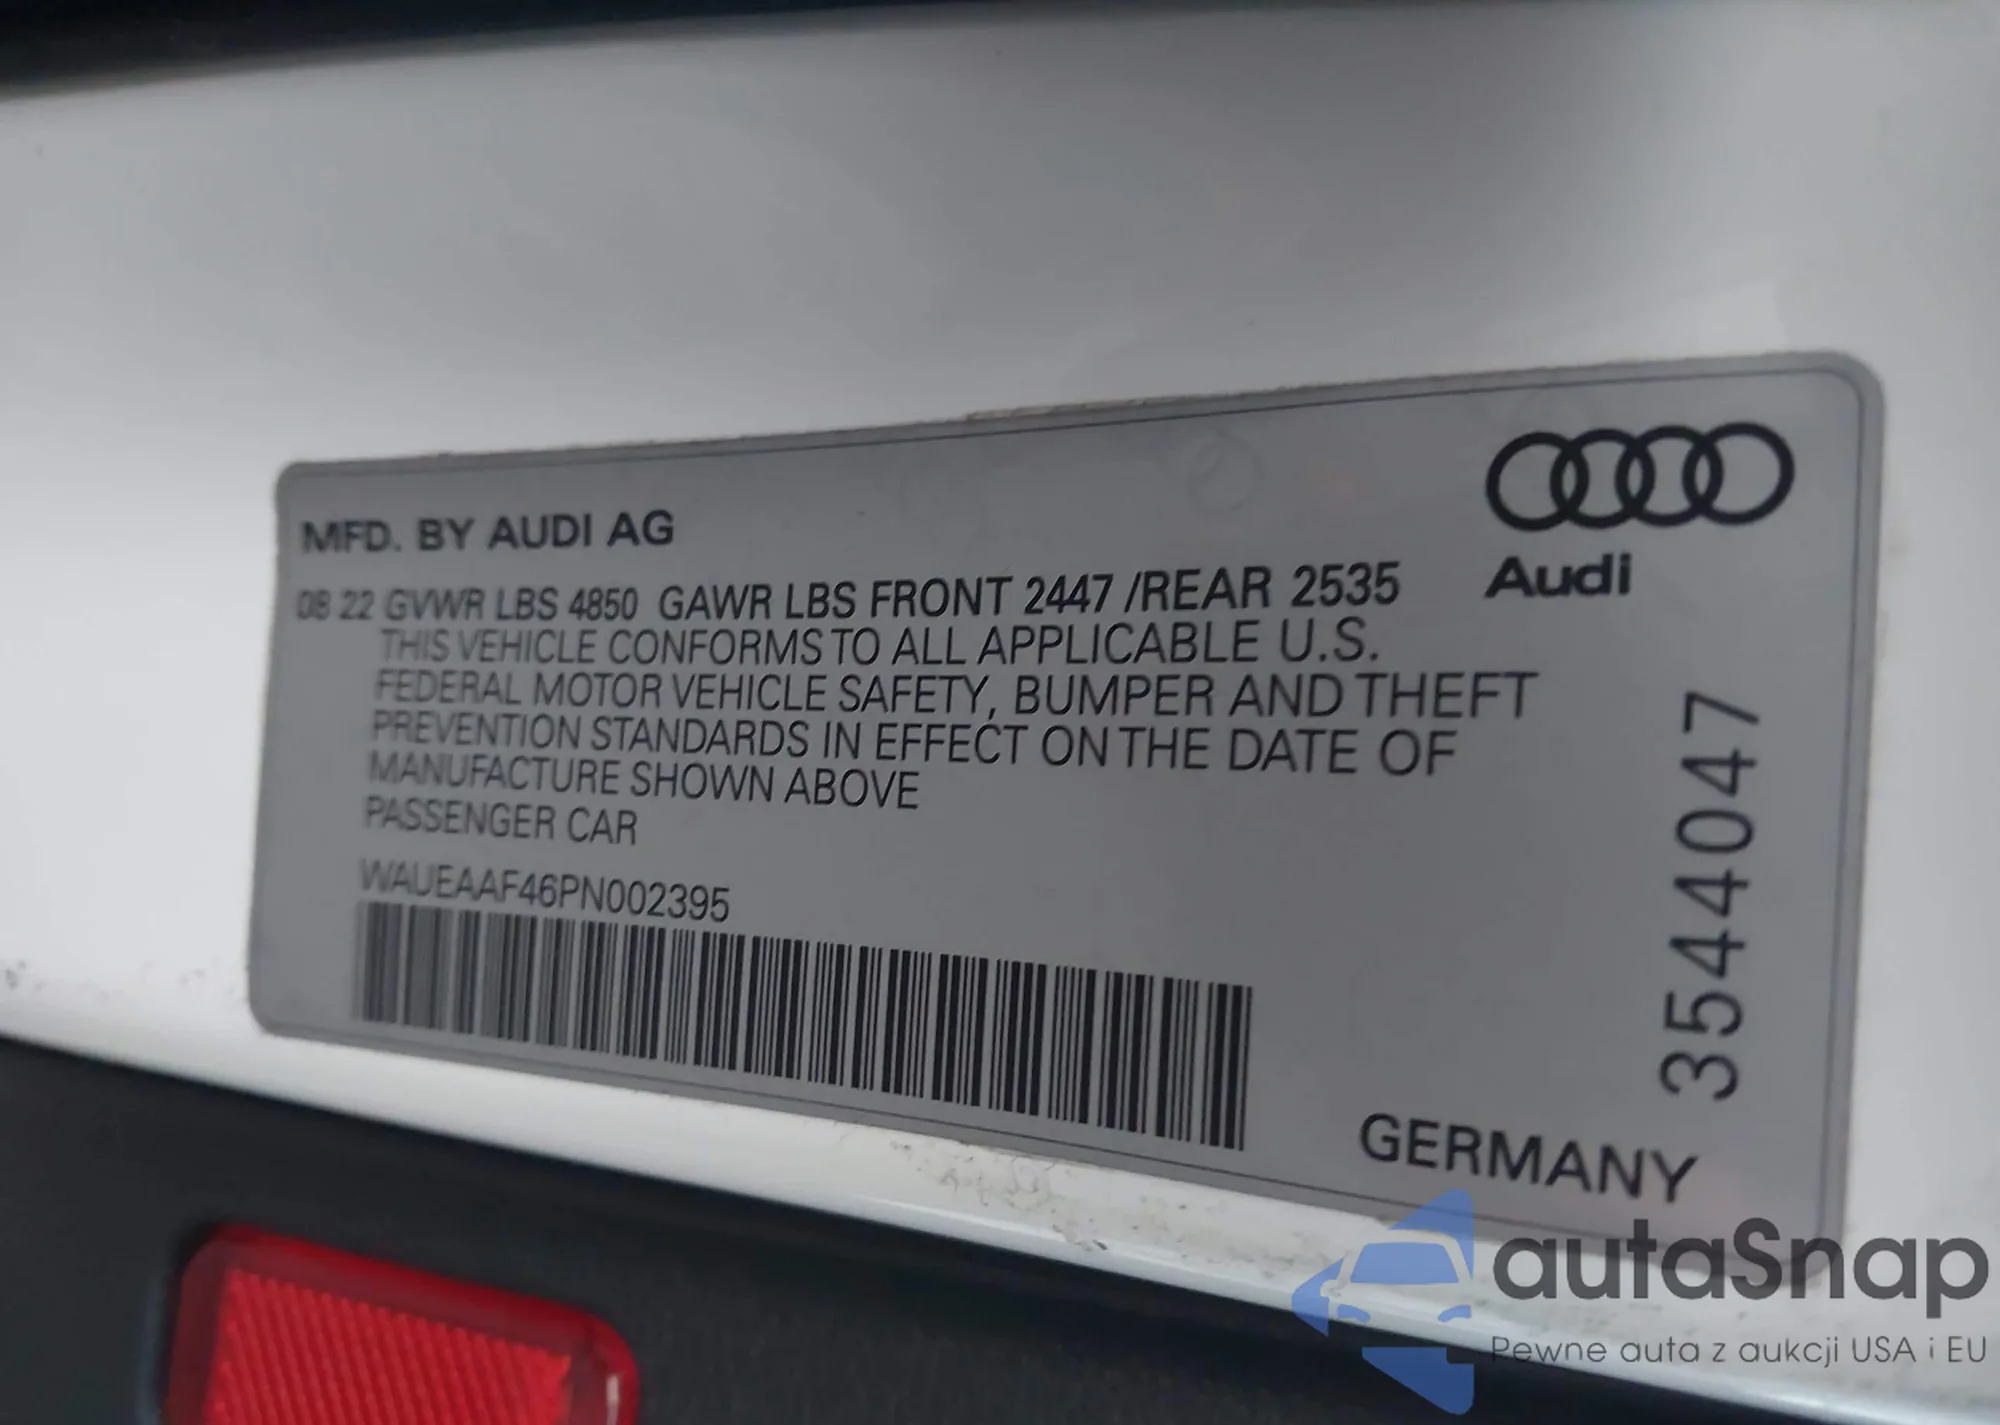 MFD. BY AUDI AG
Audi
08 22 GVWR LBS 4850 GAWR LBS FRONT 2447 /REAR 2535
THIS VEHICLE CONFORMS TO ALL APPLICABLE U.S.
FEDERAL MOTOR VEHICLE SAFETY, BUMPER AND THEFT
PREVENTION STANDARDS IN EFFECT ON THE DATE OF
MANUFACTURE SHOWN ABOVE
PASSENGER CAR
WAUEAAF46PN002395
3544047
GERMANY
autaSnap
Pewne auta z aukcji USA i EU